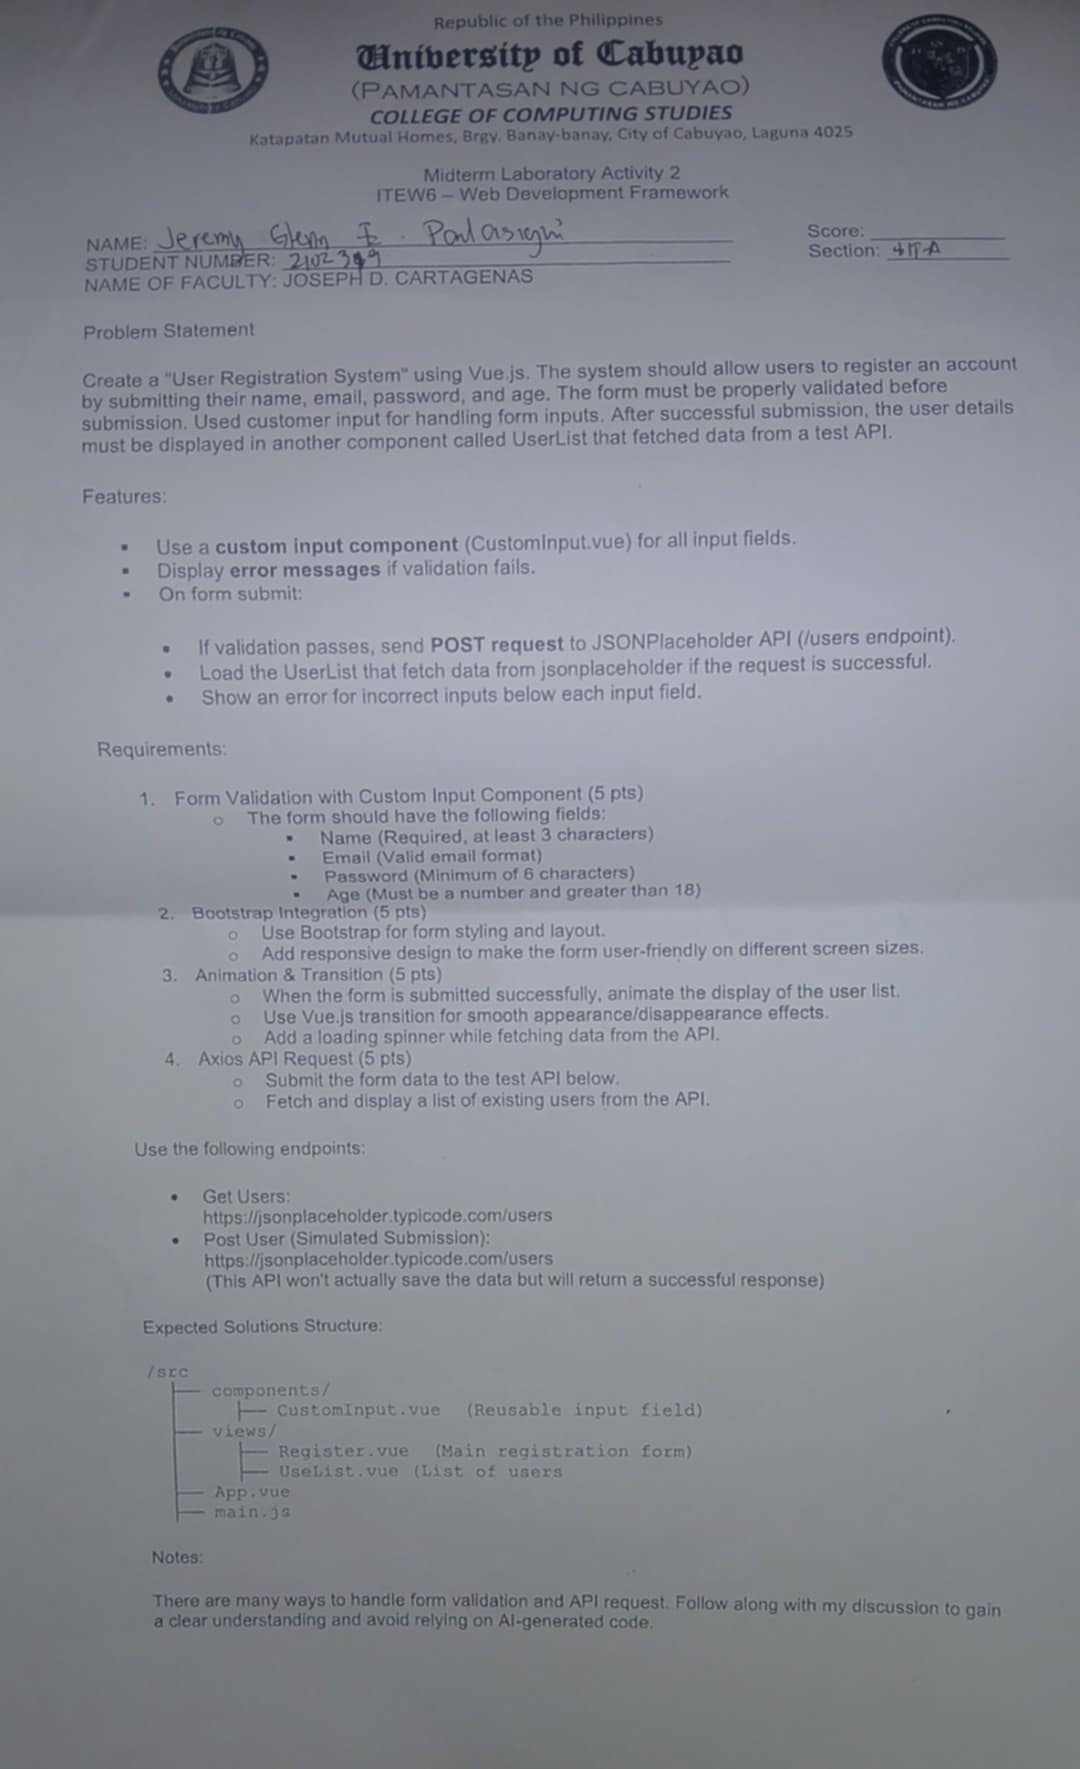 Republic of the Philippines
University of Cabuyao
(PAMANTASAN NG CABUYAO)
COLLEGE OF COMPUTING STUDIES
Katapatan Mutual Homes, Brgy. Banay-banay, City of Cabuyao, Laguna 4025
Midterm Laboratory Activity 2
ITEW6 – Web Development Framework
NAME: Jeremy Glenn
Score:
STUDENT NUMBER:
Section:
NAME OF FACULTY: JOSEPH D. CARTAGENAS
Problem Statement
Create a "User Registration System" using Vue.js. The system should allow users to register an account
by submitting their name, email, password, and age. The form must be properly validated before
submission. Used customer input for handling form inputs. After successful submission, the user details
must be displayed in another component called UserList that fetched data from a test API.
Features:
▪ Use a custom input component (CustomInput.vue) for all input fields.
▪ Display error messages if validation fails.
▪ On form submit:
• If validation passes, send POST request to JSONPlaceholder API (/users endpoint).
• Load the UserList that fetch data from jsonplaceholder if the request is successful.
• Show an error for incorrect inputs below each input field.
Requirements:
1. Form Validation with Custom Input Component (5 pts)
o The form should have the following fields:
▪ Name (Required, at least 3 characters)
▪ Email (Valid email format)
▪ Password (Minimum of 6 characters)
▪ Age (Must be a number and greater than 18)
2. Bootstrap Integration (5 pts)
o Use Bootstrap for form styling and layout.
o Add responsive design to make the form user-friendly on different screen sizes.
3. Animation & Transition (5 pts)
o When the form is submitted successfully, animate the display of the user list.
o Use Vue.js transition for smooth appearance/disappearance effects.
o Add a loading spinner while fetching data from the API.
4. Axios API Request (5 pts)
o Submit the form data to the test API below.
o Fetch and display a list of existing users from the API.
Use the following endpoints:
• Get Users:
https://jsonplaceholder.typicode.com/users
• Post User (Simulated Submission):
https://jsonplaceholder.typicode.com/users
(This API won't actually save the data but will return a successful response)
Expected Solutions Structure:
/src
├── components/
├── CustomInput.vue (Reusable input field)
├── views/
├── Register.vue (Main registration form)
├── UseList.vue (List of users
├── App.vue
├── main.js
Notes:
There are many ways to handle form validation and API request. Follow along with my discussion to gain
a clear understanding and avoid relying on AI-generated code.